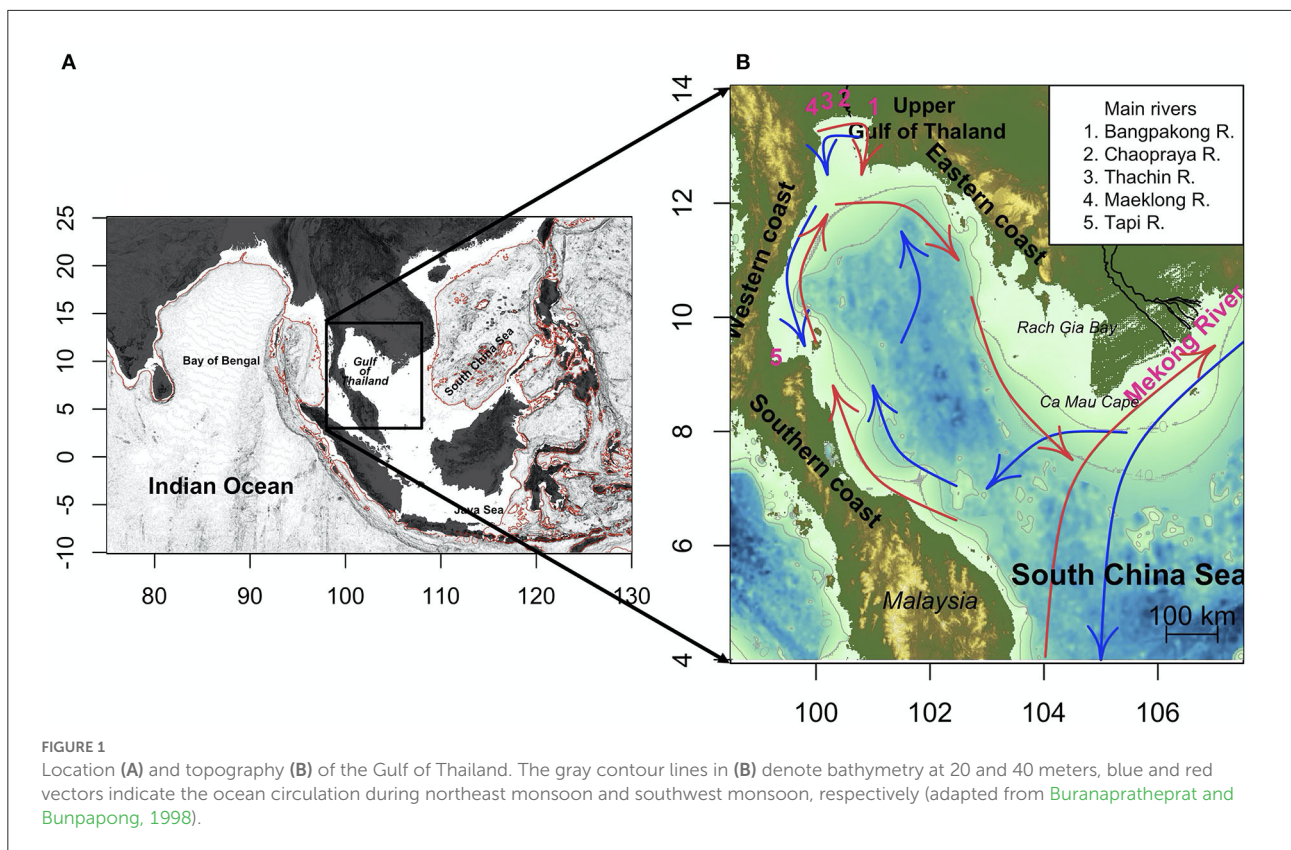 A
25
20
15
10
5
0
-5
-10
80
90
100
110
120
130
Bay of Bengal
Gulf
of
Thailand
South China Sea
Indian Ocean
Java Sea
B
14
12
10
8
6
4
100
102
104
106
4 3 2 1
Upper
Gulf of Thaland
Eastern coast
Western coast
5
Southern coast
Rach Gia Bay
Ca Mau Cape
Mekong River
40
South China Sea
Malaysia
100 km
Main rivers
1. Bangpakong R.
2. Chaopraya R.
3. Thachin R.
4. Maeklong R.
5. Tapi R.
FIGURE 1
Location (A) and topography (B) of the Gulf of Thailand. The gray contour lines in (B) denote bathymetry at 20 and 40 meters, blue and red
vectors indicate the ocean circulation during northeast monsoon and southwest monsoon, respectively (adapted from Buranapratheprat and
Bunpapong, 1998).